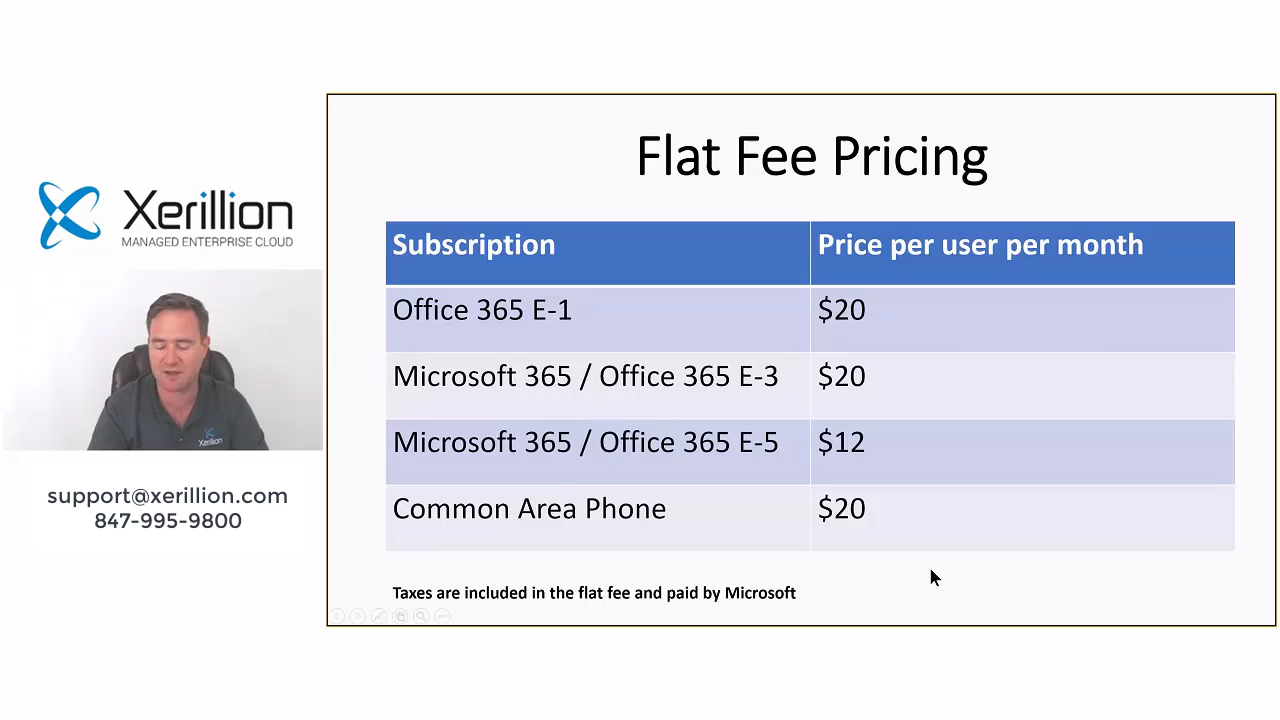 Xerillion
MANAGED ENTERPRISE CLOUD
Xerillion
support@xerillion.com
847-995-9800
Flat Fee Pricing
Subscription Price per user per month
Office 365 E-1 $20
Microsoft 365 / Office 365 E-3 $20
Microsoft 365 / Office 365 E-5 $12
Common Area Phone $20
Taxes are included in the flat fee and paid by Microsoft